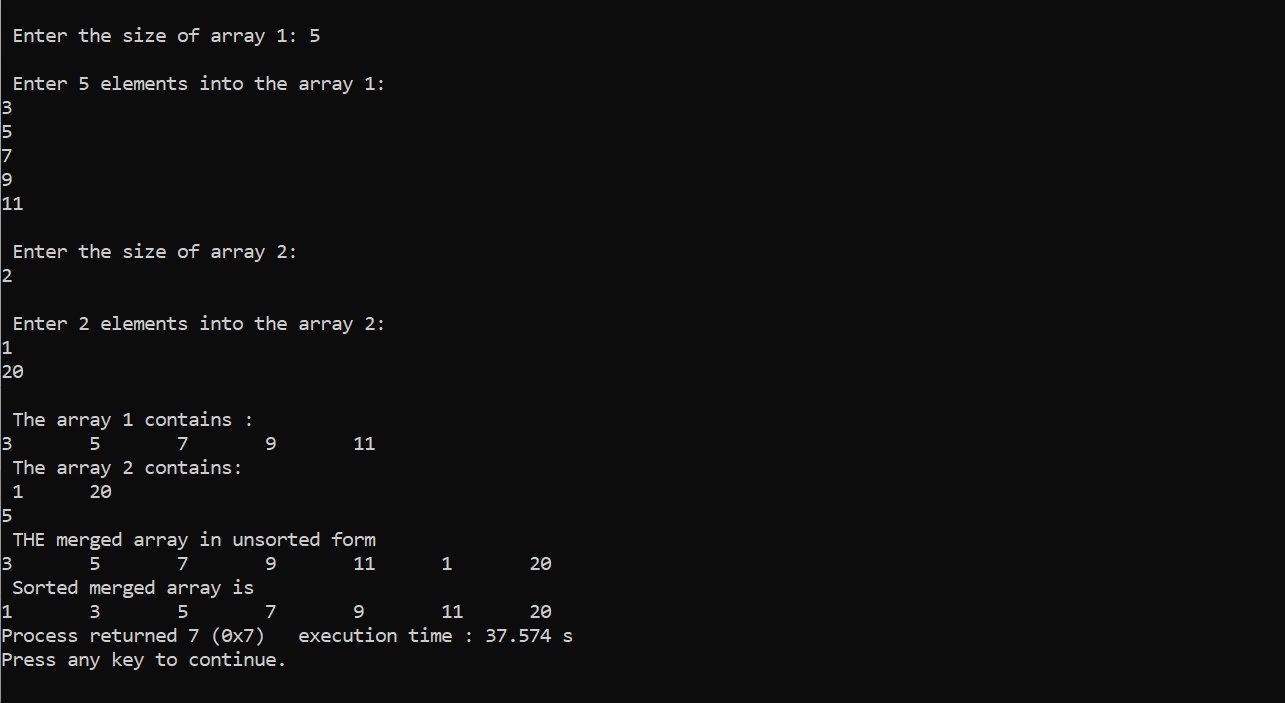 Enter the size of array 1: 5
Enter 5 elements into the array 1:
3
5
7
9
11
Enter the size of array 2:
2
Enter 2 elements into the array 2:
1
20
The array 1 contains :
3 5 7 9 11
The array 2 contains:
1 20
5
THE merged array in unsorted form
3 5 7 9 11 1 20
Sorted merged array is
1 3 5 7 9 11 20
Process returned 7 (0x7) execution time : 37.574 s
Press any key to continue.